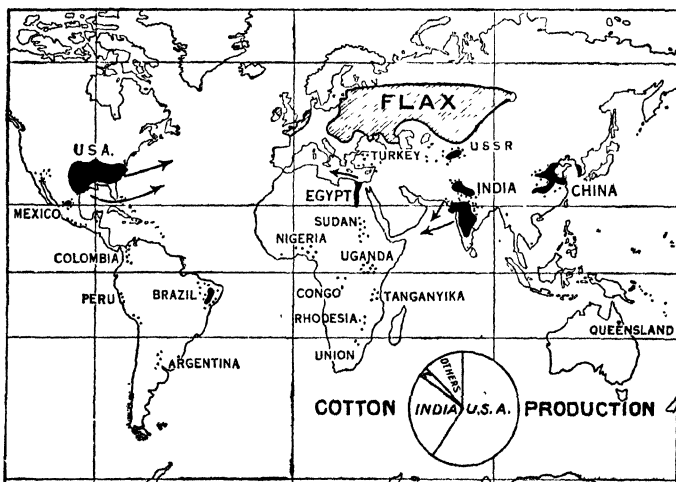 FLAX
U.S.A.
TURKEY
U S S R
MEXICO
EGYPT
INDIA
CHINA
SUDAN
NIGERIA
COLOMBIA
UGANDA
PERU
BRAZIL
CONGO
TANGANYIKA
RHODESIA
QUEENSLAND
UNION
ARGENTINA
OTHERS
COTTON INDIA U.S.A. PRODUCTION